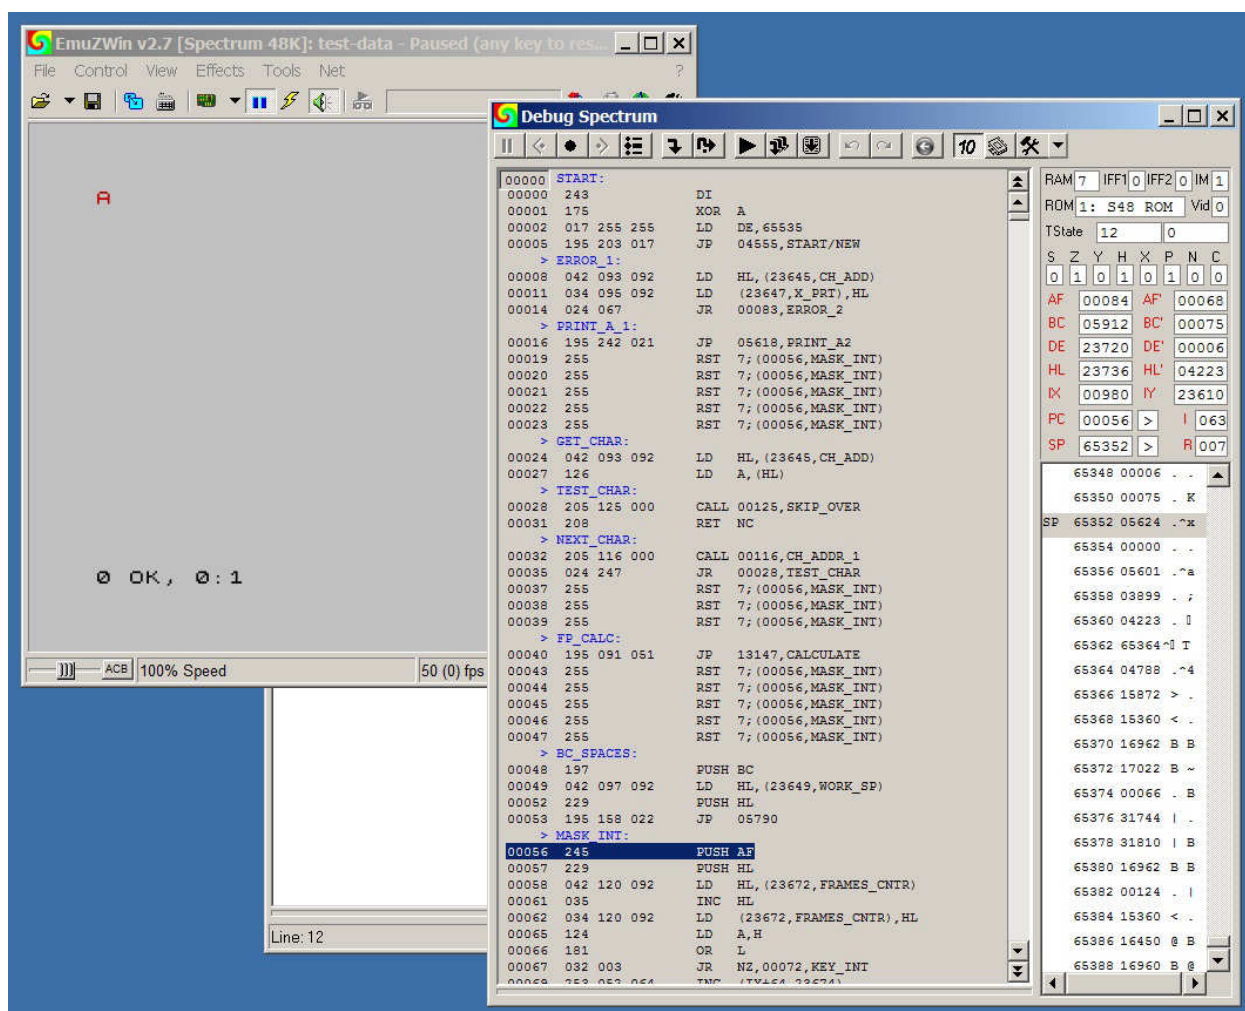 EmuZWin v2.7 [Spectrum 48K]: test-data - Paused (any key to res...
File Control View Effects Tools Net ?
A
0 OK, 0:1
ACB 100% Speed 50 (0) fps
Line: 12
Debug Spectrum
10
00000 START:
00000 243 DI
00001 175 XOR A
00002 017 255 255 LD DE,65535
00005 195 203 017 JP 04555,START/NEW
> ERROR_1:
00008 042 093 092 LD HL,(23645,CH_ADD)
00011 034 095 092 LD (23647,X_PRT),HL
00014 024 067 JR 00083,ERROR_2
> PRINT_A_1:
00016 195 242 021 JP 05618,PRINT_A2
00019 255 RST 7;(00056,MASK_INT)
00020 255 RST 7;(00056,MASK_INT)
00021 255 RST 7;(00056,MASK_INT)
00022 255 RST 7;(00056,MASK_INT)
00023 255 RST 7;(00056,MASK_INT)
> GET_CHAR:
00024 042 093 092 LD HL,(23645,CH_ADD)
00027 126 LD A,(HL)
> TEST_CHAR:
00028 205 125 000 CALL 00125,SKIP_OVER
00031 208 RET NC
> NEXT_CHAR:
00032 205 116 000 CALL 00116,CH_ADDR_1
00035 024 247 JR 00028,TEST_CHAR
00037 255 RST 7;(00056,MASK_INT)
00038 255 RST 7;(00056,MASK_INT)
00039 255 RST 7;(00056,MASK_INT)
> FP_CALC:
00040 195 091 051 JP 13147,CALCULATE
00043 255 RST 7;(00056,MASK_INT)
00044 255 RST 7;(00056,MASK_INT)
00045 255 RST 7;(00056,MASK_INT)
00046 255 RST 7;(00056,MASK_INT)
00047 255 RST 7;(00056,MASK_INT)
> BC_SPACES:
00048 197 PUSH BC
00049 042 097 092 LD HL,(23649,WORK_SP)
00052 229 PUSH HL
00053 195 158 022 JP 05790
> MASK_INT:
00056 245 PUSH AF
00057 229 PUSH HL
00058 042 120 092 LD HL,(23672,FRAMES_CNTR)
00061 035 INC HL
00062 034 120 092 LD (23672,FRAMES_CNTR),HL
00065 124 LD A,H
00066 181 OR L
00067 032 003 JR NZ,00072,KEY_INT
00069 253 052 064 INC (IY+64,23674)
RAM 7 IFF1 0 IFF2 0 IM 1
ROM 1: S48 ROM Vid 0
TState 12 0
S Z Y H X P N C
0 1 0 1 0 1 0 0
AF 00084 AF' 00068
BC 05912 BC' 00075
DE 23720 DE' 00006
HL 23736 HL' 04223
IX 00980 IY 23610
PC 00056 > I 063
SP 65352 > R 007
65348 00006 . .
65350 00075 . K
SP 65352 05624 .^x
65354 00000 . .
65356 05601 .^a
65358 03899 . ;
65360 04223 .
65362 65364 ^ T
65364 04788 .^4
65366 15872 > .
65368 15360 < .
65370 16962 B B
65372 17022 B ~
65374 00066 . B
65376 31744 | .
65378 31810 | B
65380 16962 B B
65382 00124 . |
65384 15360 < .
65386 16450 @ B
65388 16960 B @